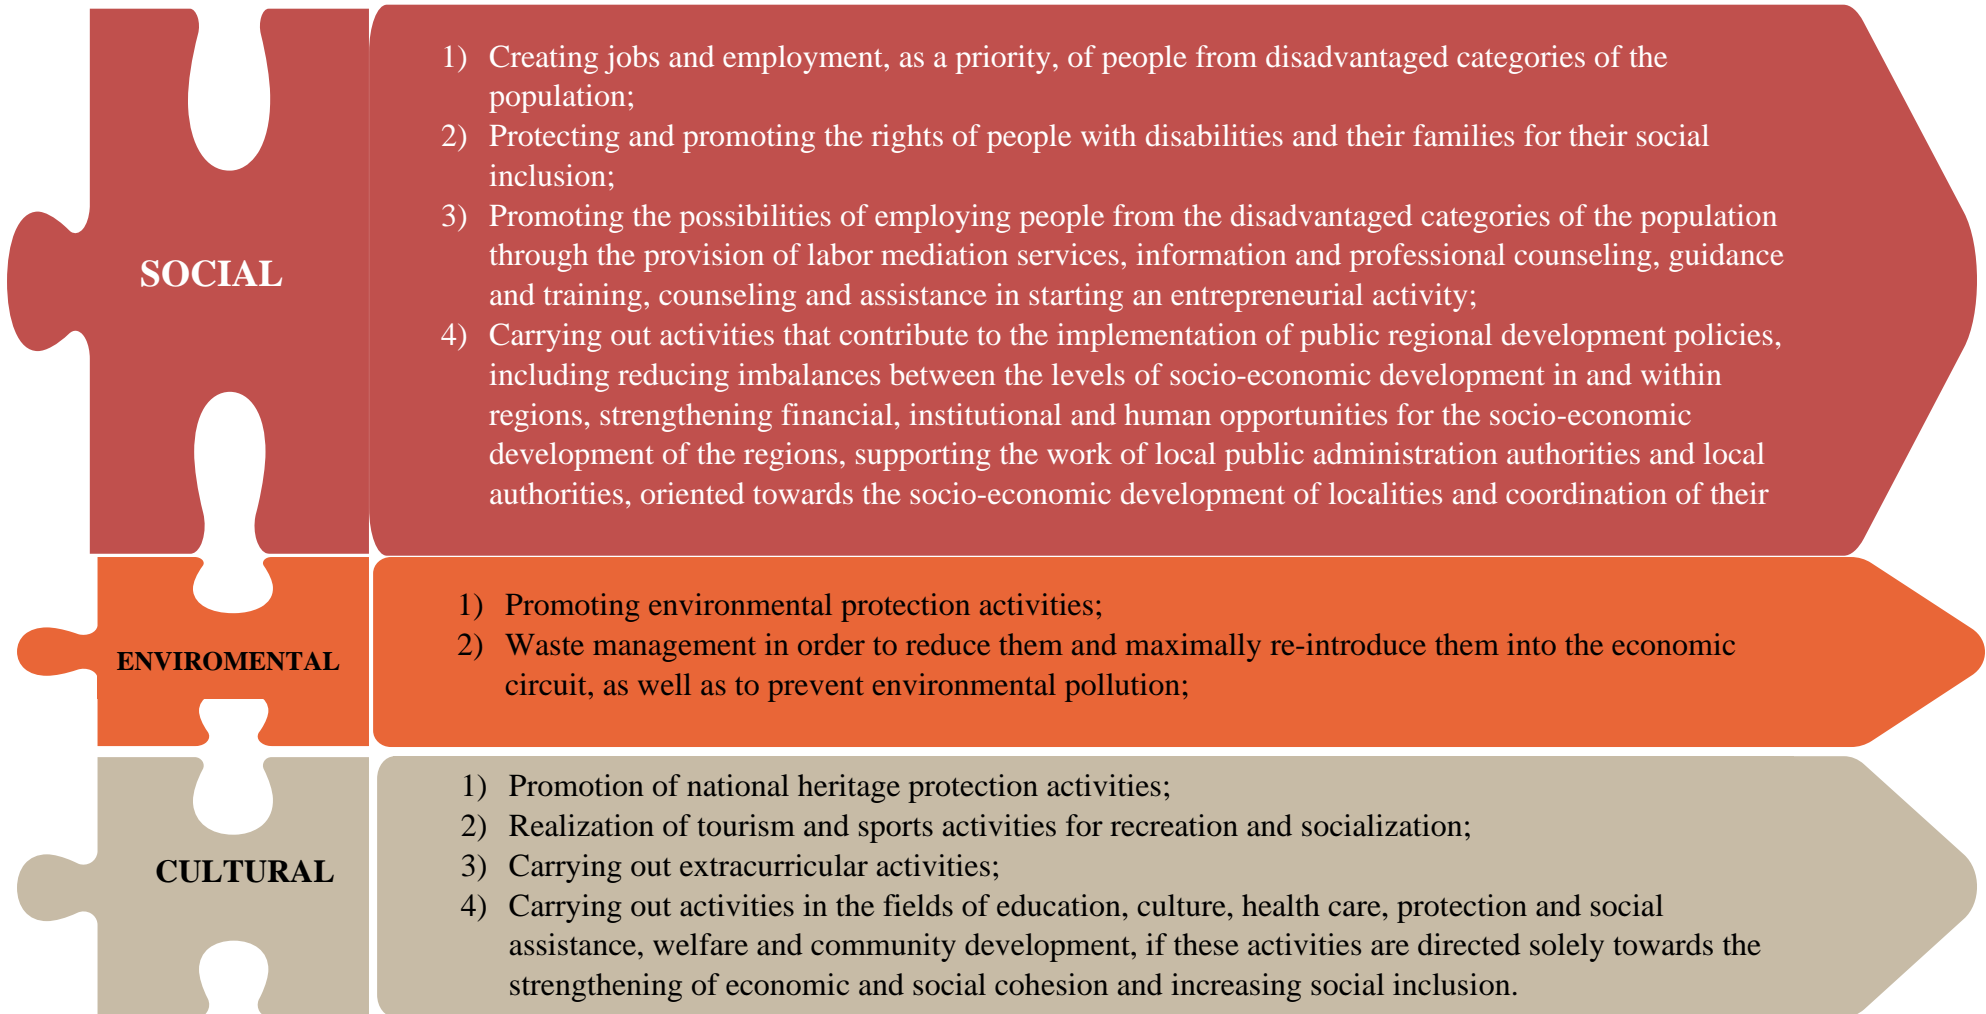 SOCIAL
1) Creating jobs and employment, as a priority, of people from disadvantaged categories of the
population;
2) Protecting and promoting the rights of people with disabilities and their families for their social
inclusion;
3) Promoting the possibilities of employing people from the disadvantaged categories of the population
through the provision of labor mediation services, information and professional counseling, guidance
and training, counseling and assistance in starting an entrepreneurial activity;
4) Carrying out activities that contribute to the implementation of public regional development policies,
including reducing imbalances between the levels of socio-economic development in and within
regions, strengthening financial, institutional and human opportunities for the socio-economic
development of the regions, supporting the work of local public administration authorities and local
authorities, oriented towards the socio-economic development of localities and coordination of their
ENVIROMENTAL
1) Promoting environmental protection activities;
2) Waste management in order to reduce them and maximally re-introduce them into the economic
circuit, as well as to prevent environmental pollution;
CULTURAL
1) Promotion of national heritage protection activities;
2) Realization of tourism and sports activities for recreation and socialization;
3) Carrying out extracurricular activities;
4) Carrying out activities in the fields of education, culture, health care, protection and social
assistance, welfare and community development, if these activities are directed solely towards the
strengthening of economic and social cohesion and increasing social inclusion.